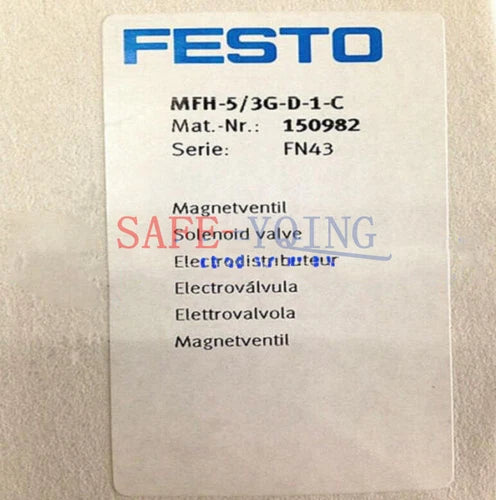 FESTO
MFH-5/3G-D-1-C
Mat.-Nr.: 150982
Serie: FN43
Magnetventil
SAFE-YQING
Solenoid valve
Electrodistributeur
Electroválvula
Elettrovalvola
Magnetventil